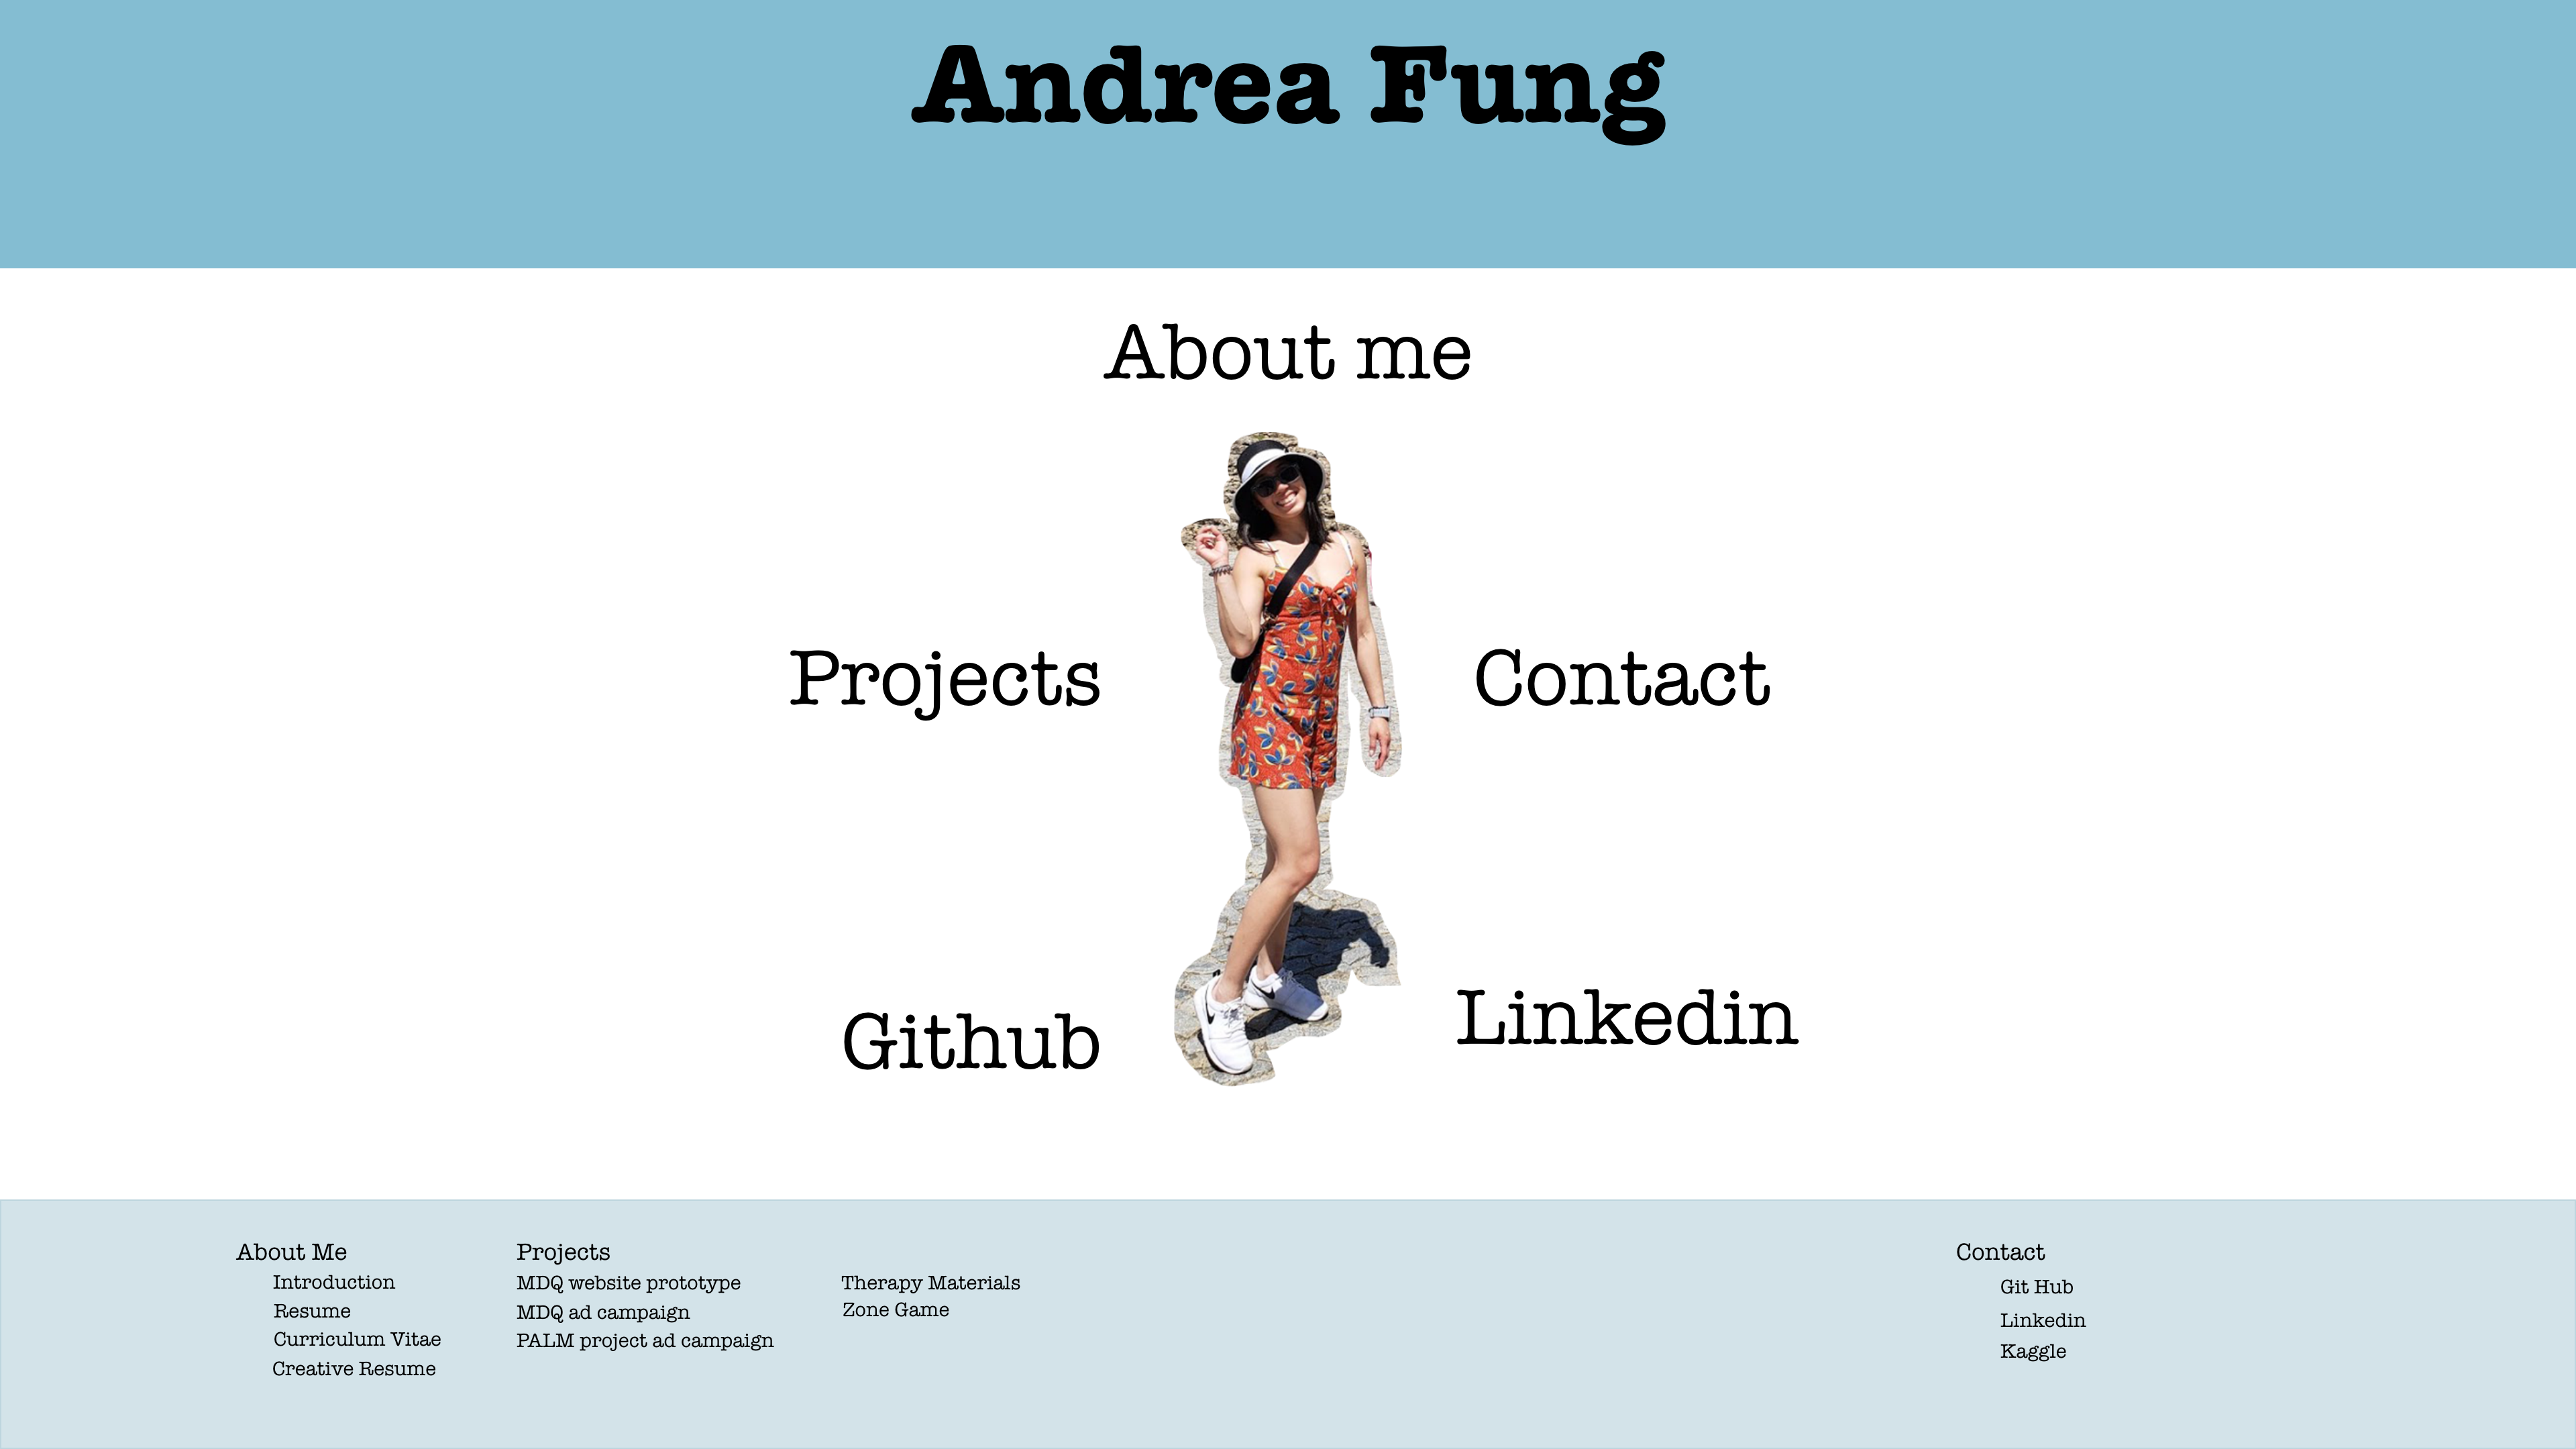 Andrea Fung
About me
Projects
Contact
Github
Linkedin
About Me
Introduction
Resume
Curriculum Vitae
Creative Resume
Projects
MDQ website prototype
MDQ ad campaign
PALM project ad campaign
Therapy Materials
Zone Game
Contact
Git Hub
Linkedin
Kaggle